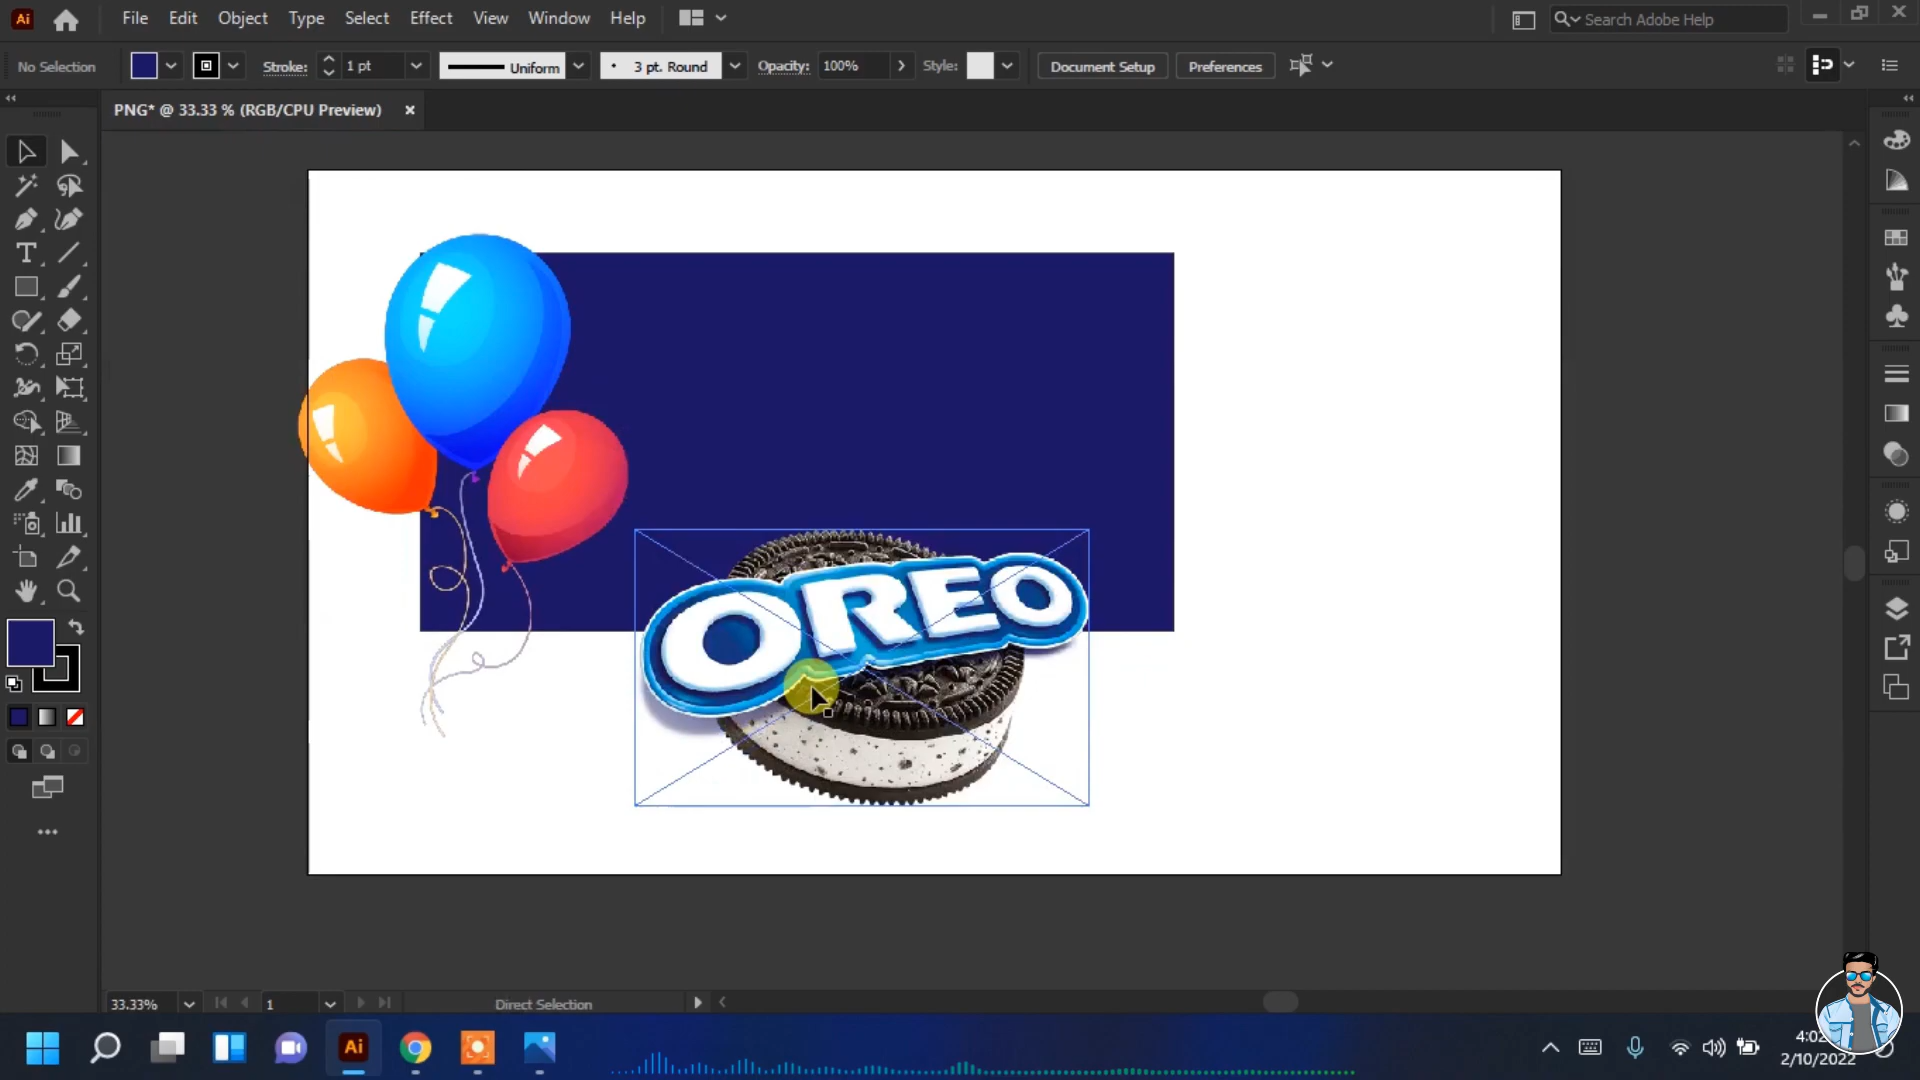 Ai File Edit Object Type Select Effect View Window Help Search Adobe Help
No Selection Stroke: 1 pt Uniform 3 pt. Round Opacity: 100% Style: Document Setup Preferences
PNG* @ 33.33 % (RGB/CPU Preview)
OREO
33.33% 1 Direct Selection
Ai
2/10/2022